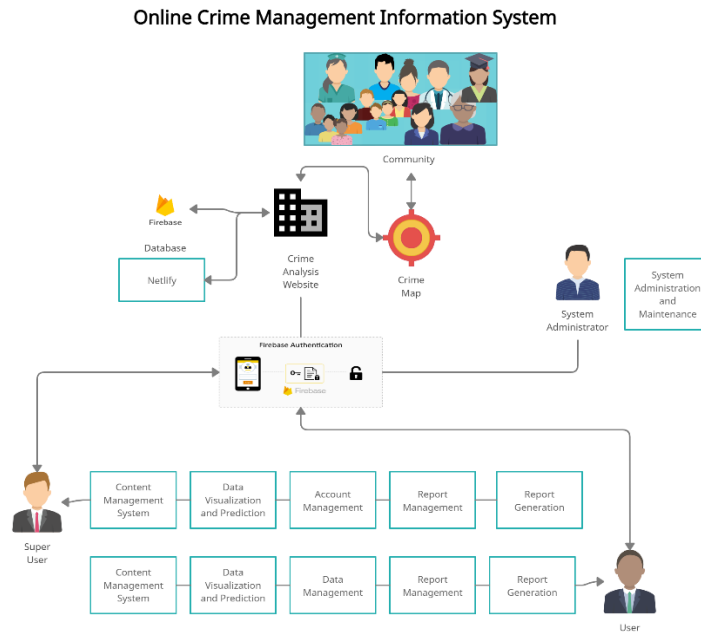 Online Crime Management Information System
Community
Firebase
Database
Netlify
Crime
Analysis
Website
Crime
Map
System
Administrator
System
Administration
and
Maintenance
Firebase Authentication
Firebase
Super
User
Content
Management
System
Data
Visualization
and Prediction
Account
Management
Report
Management
Report
Generation
Content
Management
System
Data
Visualization
and Prediction
Data
Management
Report
Management
Report
Generation
User